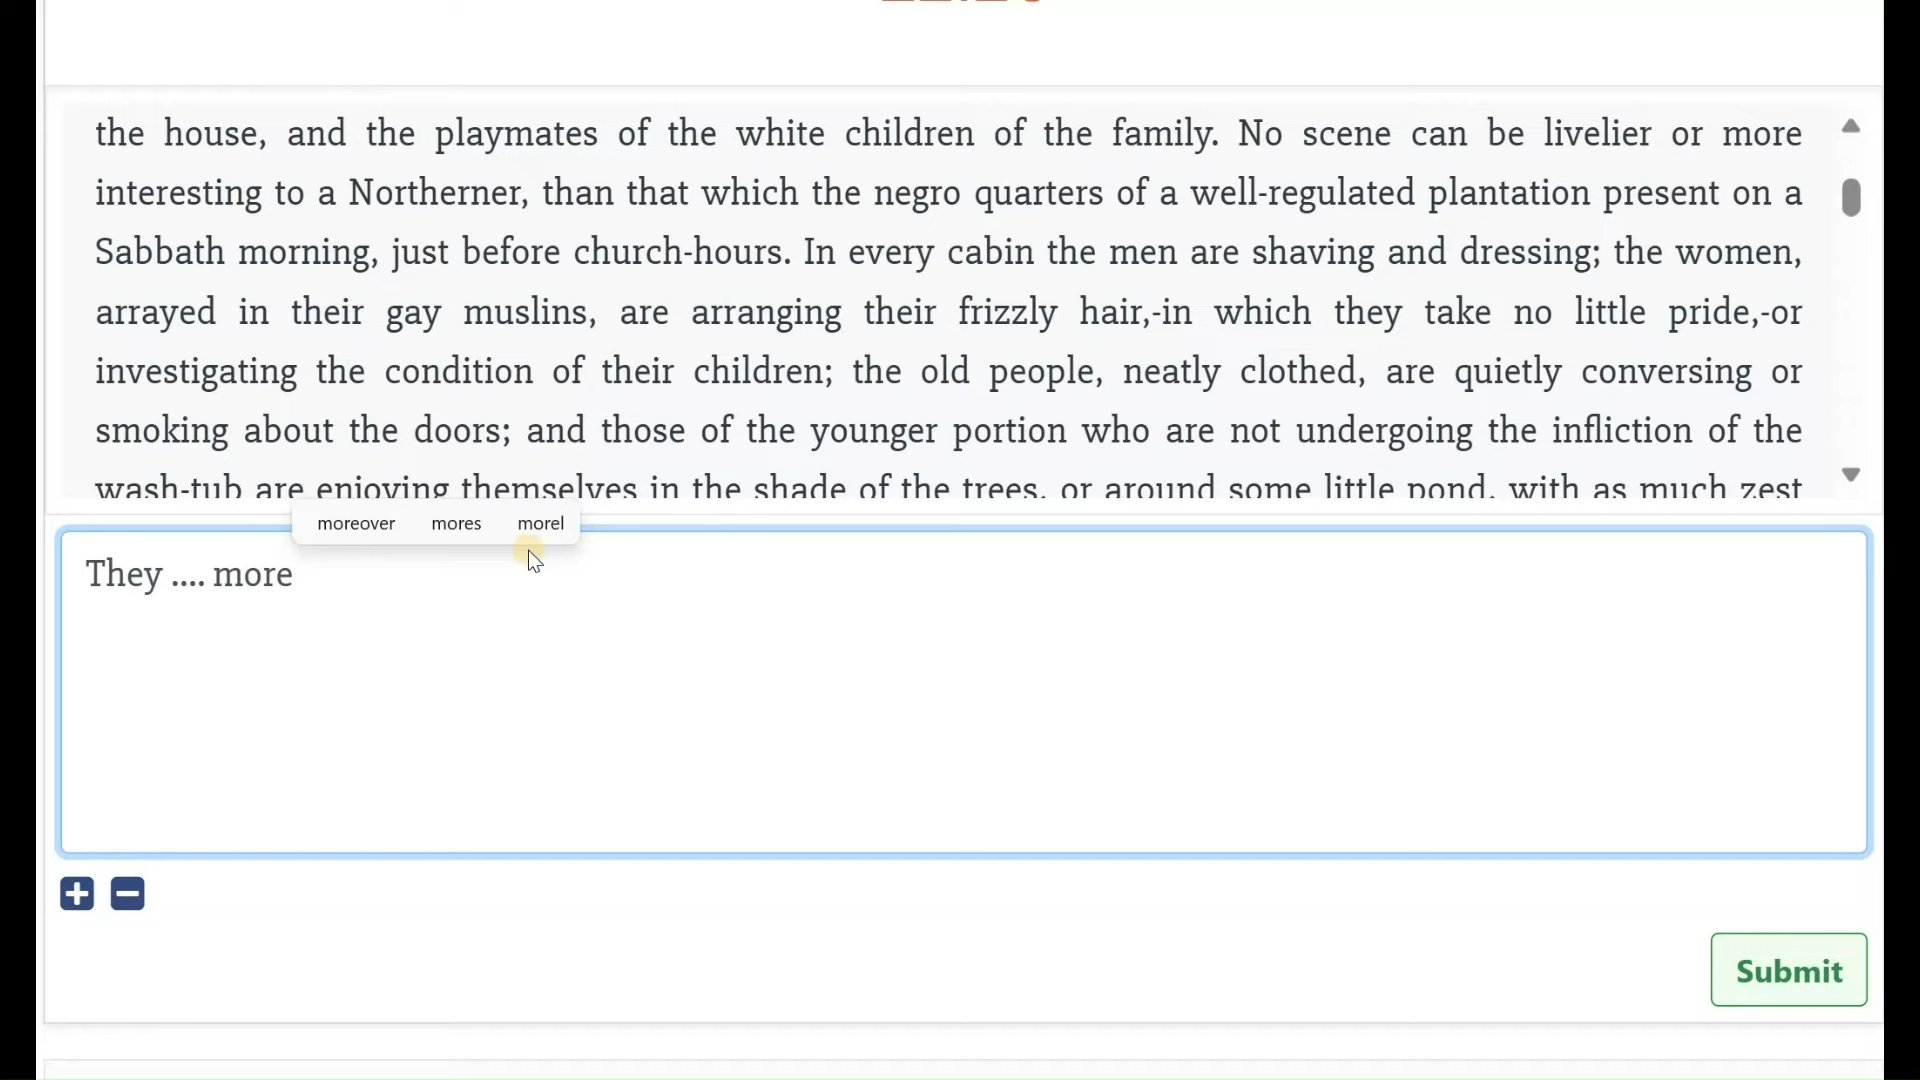 the house, and the playmates of the white children of the family. No scene can be livelier or more
interesting to a Northerner, than that which the negro quarters of a well-regulated plantation present on a
Sabbath morning, just before church-hours. In every cabin the men are shaving and dressing; the women,
arrayed in their gay muslins, are arranging their frizzly hair,-in which they take no little pride,-or
investigating the condition of their children; the old people, neatly clothed, are quietly conversing or
smoking about the doors; and those of the younger portion who are not undergoing the infliction of the
wash-tub are enjoying themselves in the shade of the trees, or around some little pond, with as much zest
moreover mores morel
They .... more
Submit